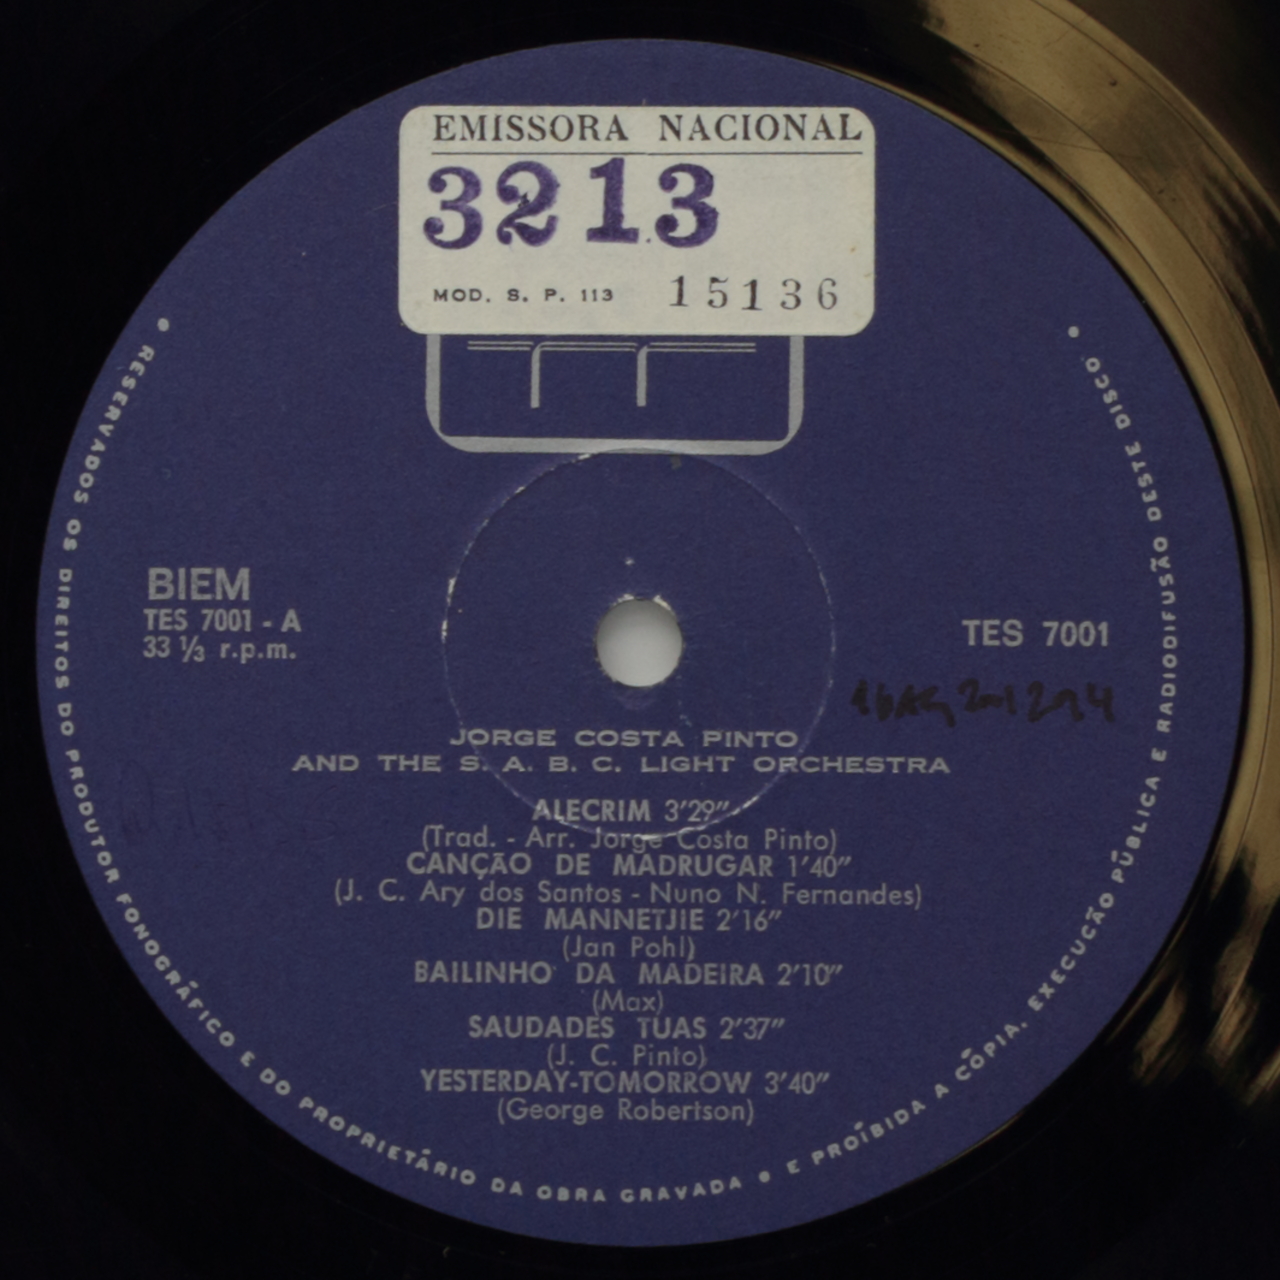 EMISSORA NACIONAL
3213
MOD. S. P. 113 15136
BIEM
TES 7001 - A
33 ⅓ r.p.m.
TES 7001
JORGE COSTA PINTO
AND THE S. A. B. C. LIGHT ORCHESTRA
ALECRIM 3'29"
(Trad. - Arr. Jorge Costa Pinto)
CANÇÃO DE MADRUGAR 1'40"
(J. C. Ary dos Santos - Nuno N. Fernandes)
DIE MANNETJIE 2'16"
(Jan Pohl)
BAILINHO DA MADEIRA 2'10"
(Max)
SAUDADES TUAS 2'37"
(J. C. Pinto)
YESTERDAY-TOMORROW 3'40"
(George Robertson)
• RESERVADOS OS DIREITOS DO PRODUTOR FONOGRÁFICO E DO PROPRIETÁRIO DA OBRA GRAVADA • E PROÍBIDA A CÓPIA, EXECUÇÃO PÚBLICA E RADIODIFUSÃO DESTE DISCO •